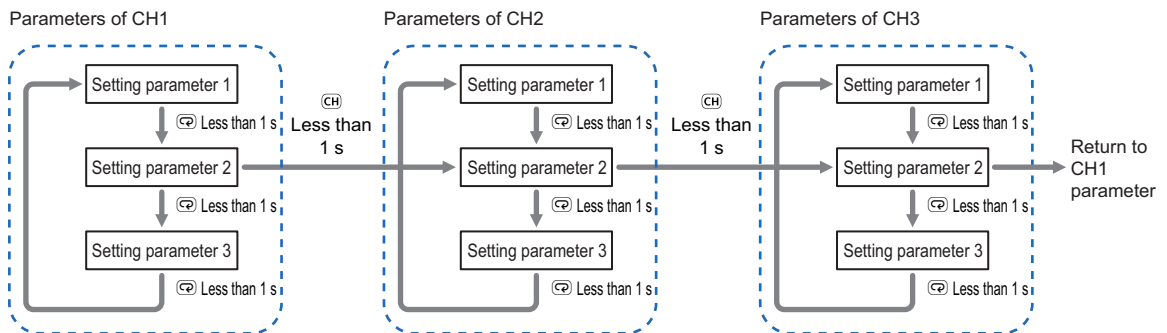 Parameters of CH1
Setting parameter 1
Less than 1 s
Setting parameter 2
Less than 1 s
Setting parameter 3
Less than 1 s
CH
Less than
1 s
Parameters of CH2
Setting parameter 1
Less than 1 s
Setting parameter 2
Less than 1 s
Setting parameter 3
Less than 1 s
CH
Less than
1 s
Parameters of CH3
Setting parameter 1
Less than 1 s
Setting parameter 2
Less than 1 s
Setting parameter 3
Less than 1 s
Return to
CH1
parameter